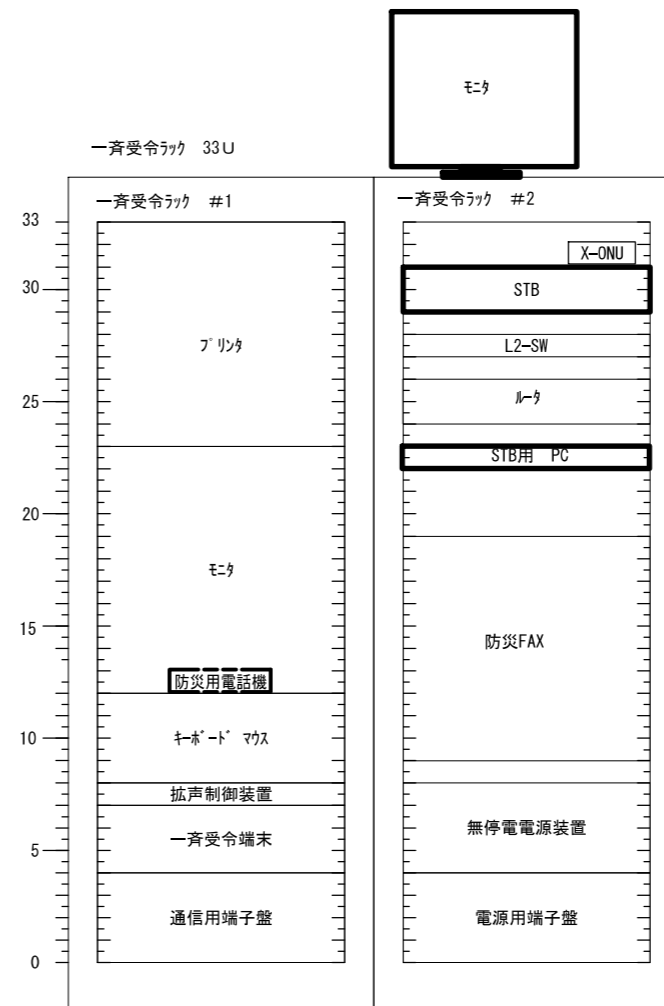 モニタ
一斉受令ラック 33U
一斉受令ラック #1
一斉受令ラック #2
33
X-ONU
30
STB
プリンタ
L2-SW
25
ルータ
STB用 PC
20
モニタ
15
防災FAX
防災用電話機
10
キーボード マウス
拡声制御装置
無停電電源装置
5
一斉受令端末
通信用端子盤
電源用端子盤
0